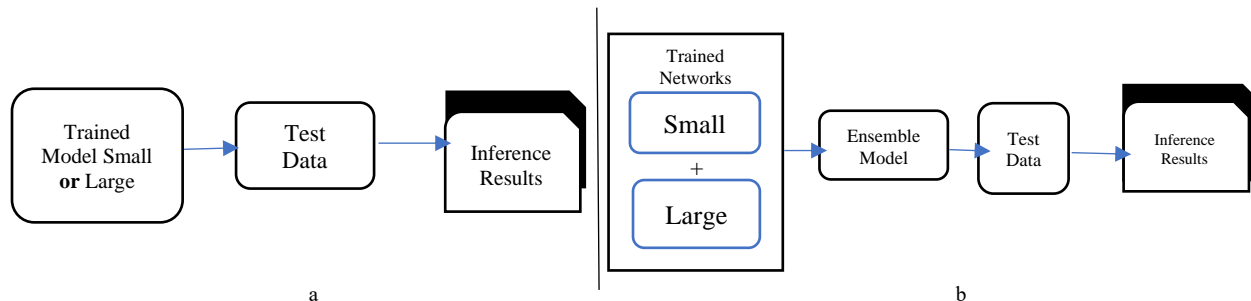 Trained
Model Small
or Large
Test
Data
Inference
Results
a
Trained
Networks
Small
+
Large
Ensemble
Model
Test
Data
Inference
Results
b